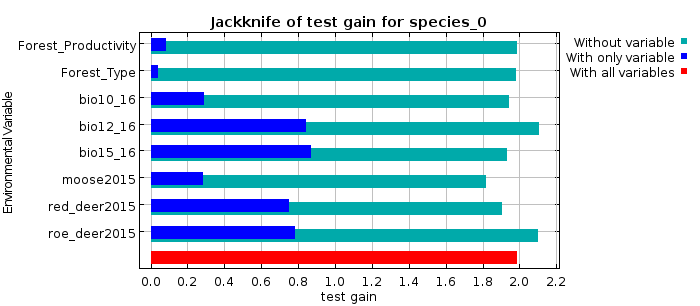 Jackknife of test gain for species_0
Environmental Variable
Forest_Productivity
Forest_Type
bio10_16
bio12_16
bio15_16
moose2015
red_deer2015
roe_deer2015
0.0 0.2 0.4 0.6 0.8 1.0 1.2 1.4 1.6 1.8 2.0 2.2
test gain
Without variable
With only variable
With all variables